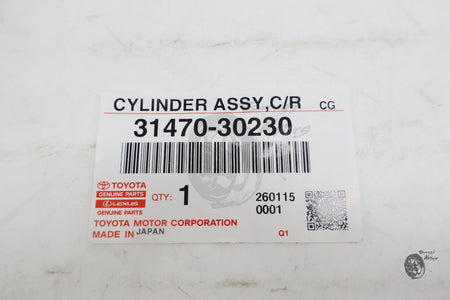 CYLINDER ASSY,C/R CG
31470-30230
TOYOTA
GENUINE PARTS
LEXUS
GENUINE PARTS
QTY: 1
260115
0001
TOYOTA MOTOR CORPORATION
MADE IN JAPAN
Q1